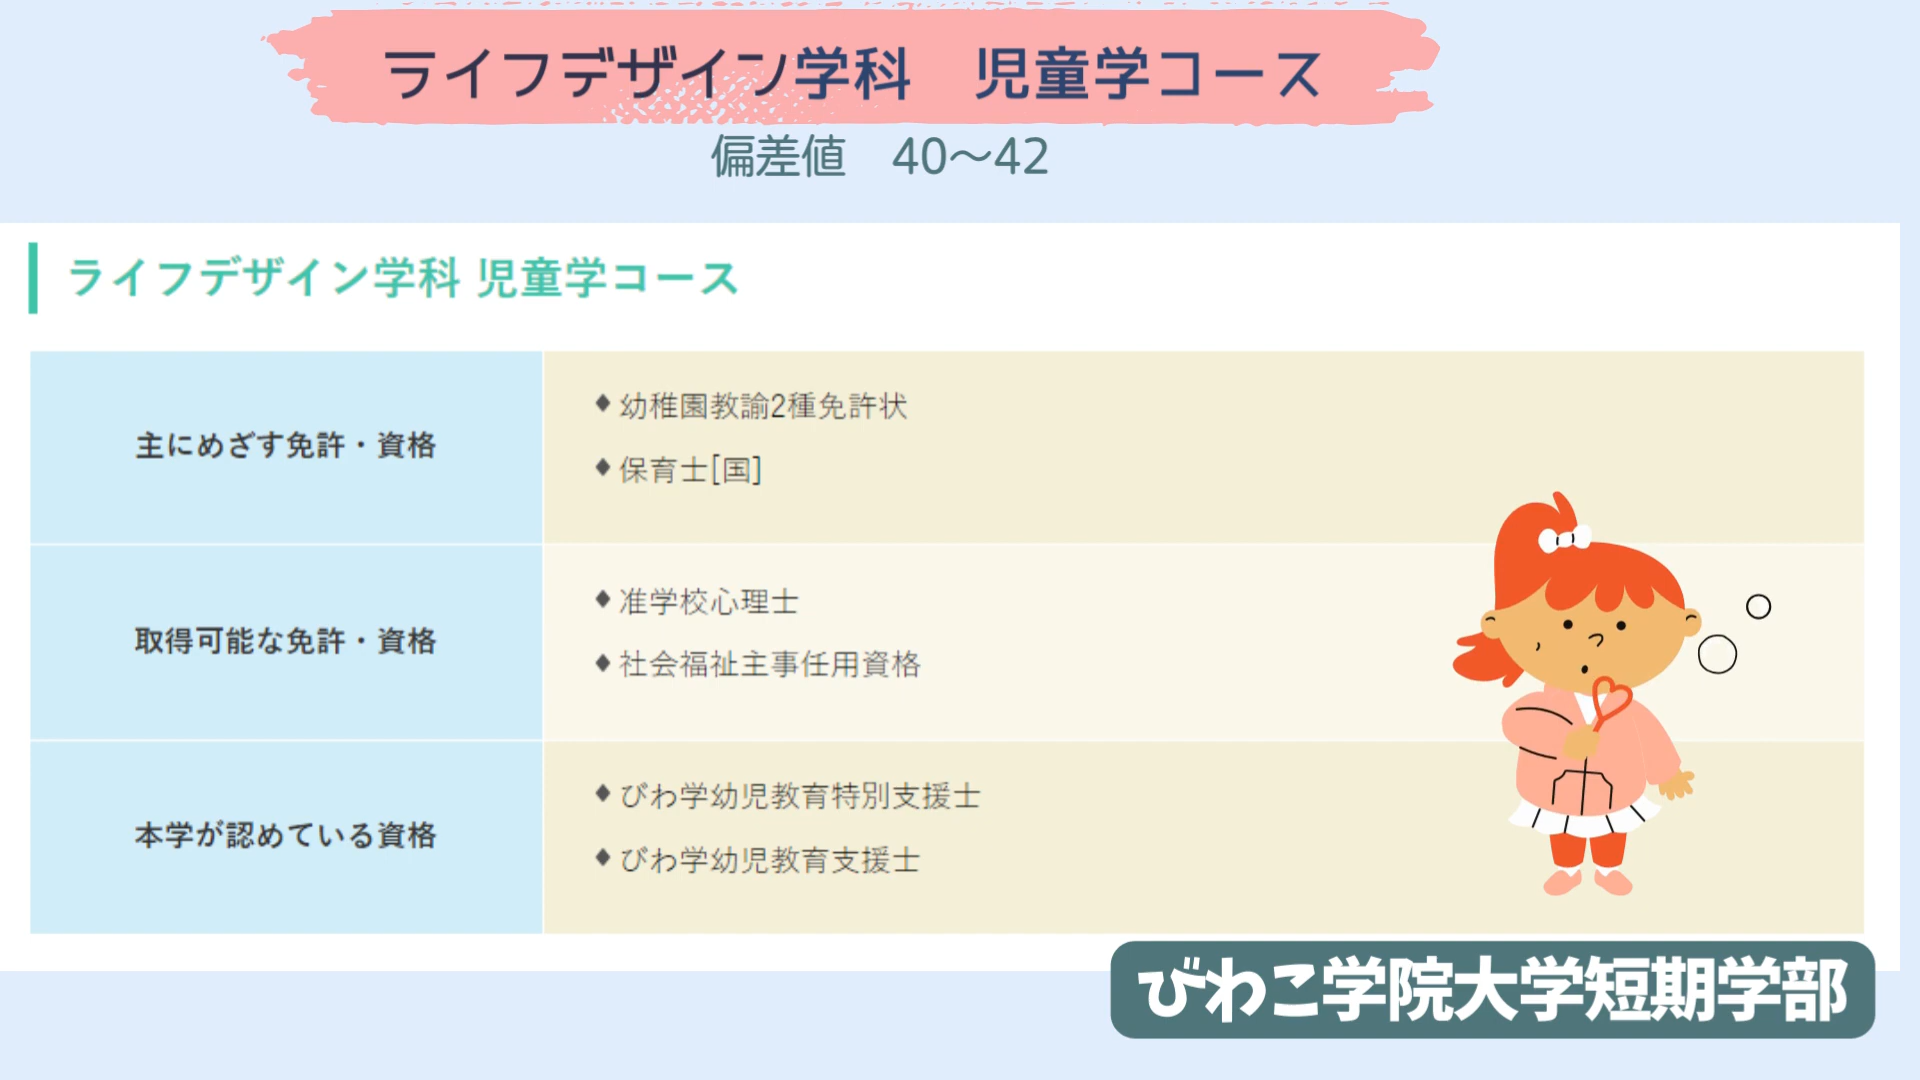 ライフデザイン学科　児童学コース
偏差値　40～42
ライフデザイン学科 児童学コース
主にめざす免許・資格
♦幼稚園教諭2種免許状
♦保育士[国]
取得可能な免許・資格
♦准学校心理士
♦社会福祉主事任用資格
本学が認めている資格
♦びわ学幼児教育特別支援士
♦びわ学幼児教育支援士
びわこ学院大学短期学部